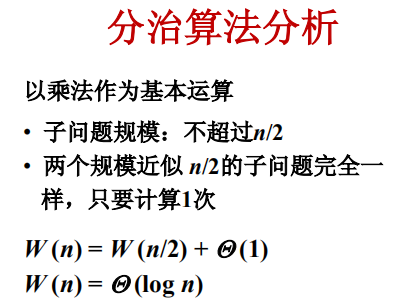 分治算法分析
以乘法作为基本运算
• 子问题规模：不超过n/2
• 两个规模近似 n/2的子问题完全一
样，只要计算1次
W (n) = W (n/2) + Θ (1)
W (n) = Θ (log n)